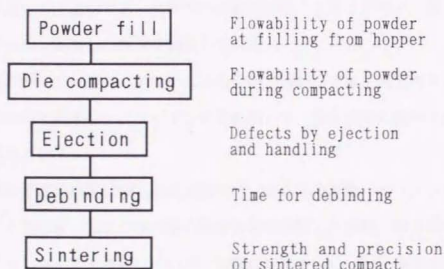 Powder fill
Flowability of powder
at filling from hopper
Die compacting
Flowability of powder
during compacting
Ejection
Defects by ejection
and handling
Debinding
Time for debinding
Sintering
Strength and precision
of sintered compact